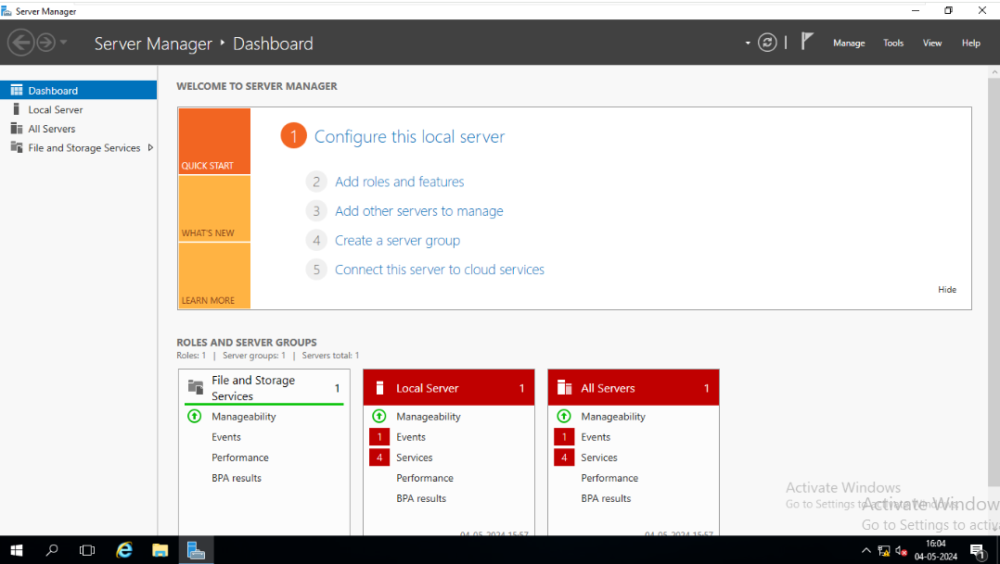 Server Manager
Server Manager ‣ Dashboard
Manage Tools View Help
Dashboard
Local Server
All Servers
File and Storage Services
WELCOME TO SERVER MANAGER
QUICK START
WHAT'S NEW
LEARN MORE
1 Configure this local server
2 Add roles and features
3 Add other servers to manage
4 Create a server group
5 Connect this server to cloud services
Hide
ROLES AND SERVER GROUPS
Roles: 1 | Server groups: 1 | Servers total: 1
File and Storage
Services 1
Manageability
Events
Performance
BPA results
Local Server 1
Manageability
1 Events
4 Services
Performance
BPA results
04-05-2024 15:57
All Servers 1
Manageability
1 Events
4 Services
Performance
BPA results
04-05-2024 15:57
Activate Windows
Go to Settings to activate Windows.
Activate Window
Go to Settings to activa
16:04
04-05-2024
1